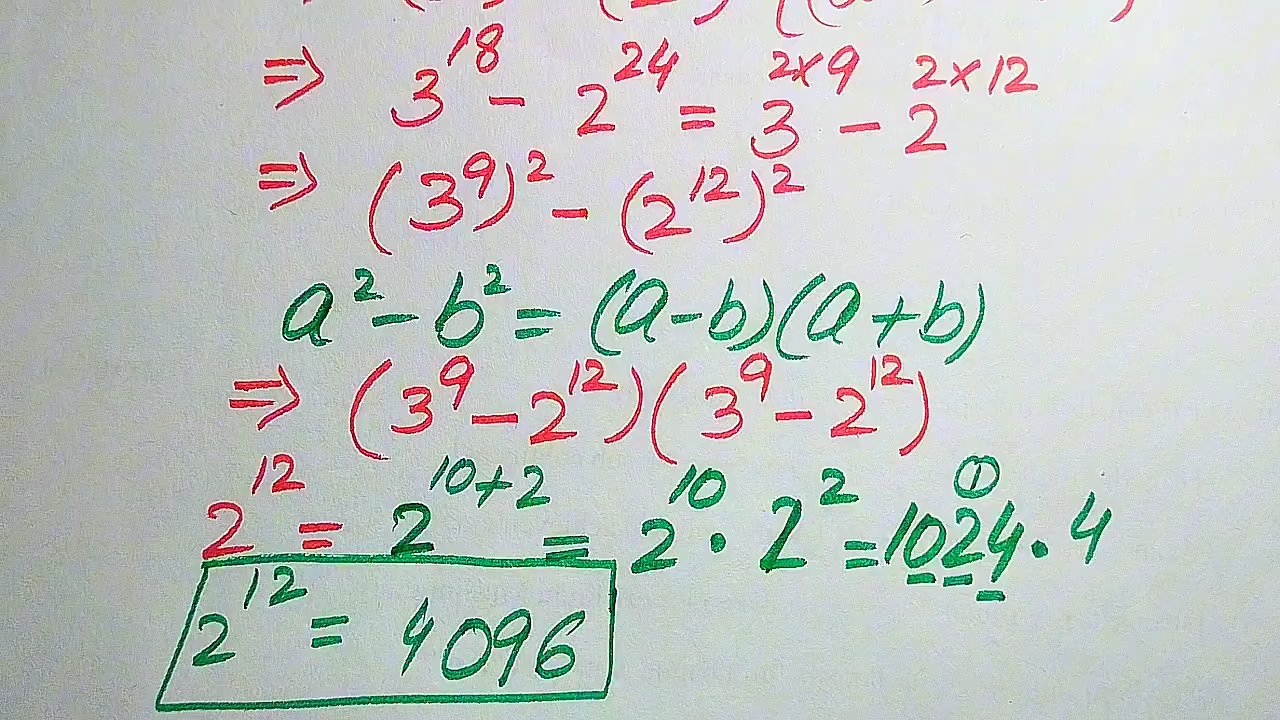 ⇒ 3^18 - 2^24 = 3^2×9 - 2^2×12
⇒ (3^9)^2 - (2^12)^2
a^2 - b^2 = (a-b)(a+b)
⇒ (3^9 - 2^12)(3^9 - 2^12)
2^12 = 2^10+2 = 2^10 · 2^2 = 1024 · 4
①
2^12 = 4096